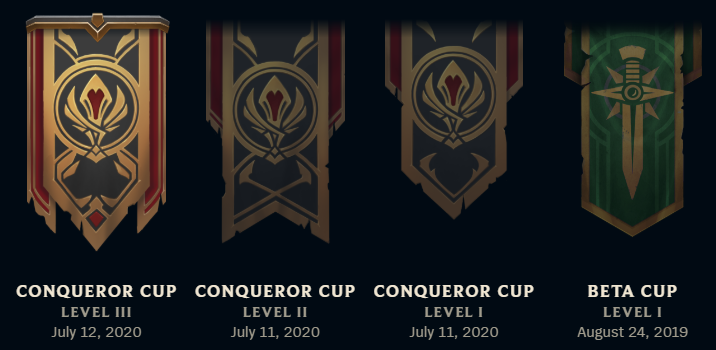 CONQUEROR CUP
LEVEL III
July 12, 2020
CONQUEROR CUP
LEVEL II
July 11, 2020
CONQUEROR CUP
LEVEL I
July 11, 2020
BETA CUP
LEVEL I
August 24, 2019